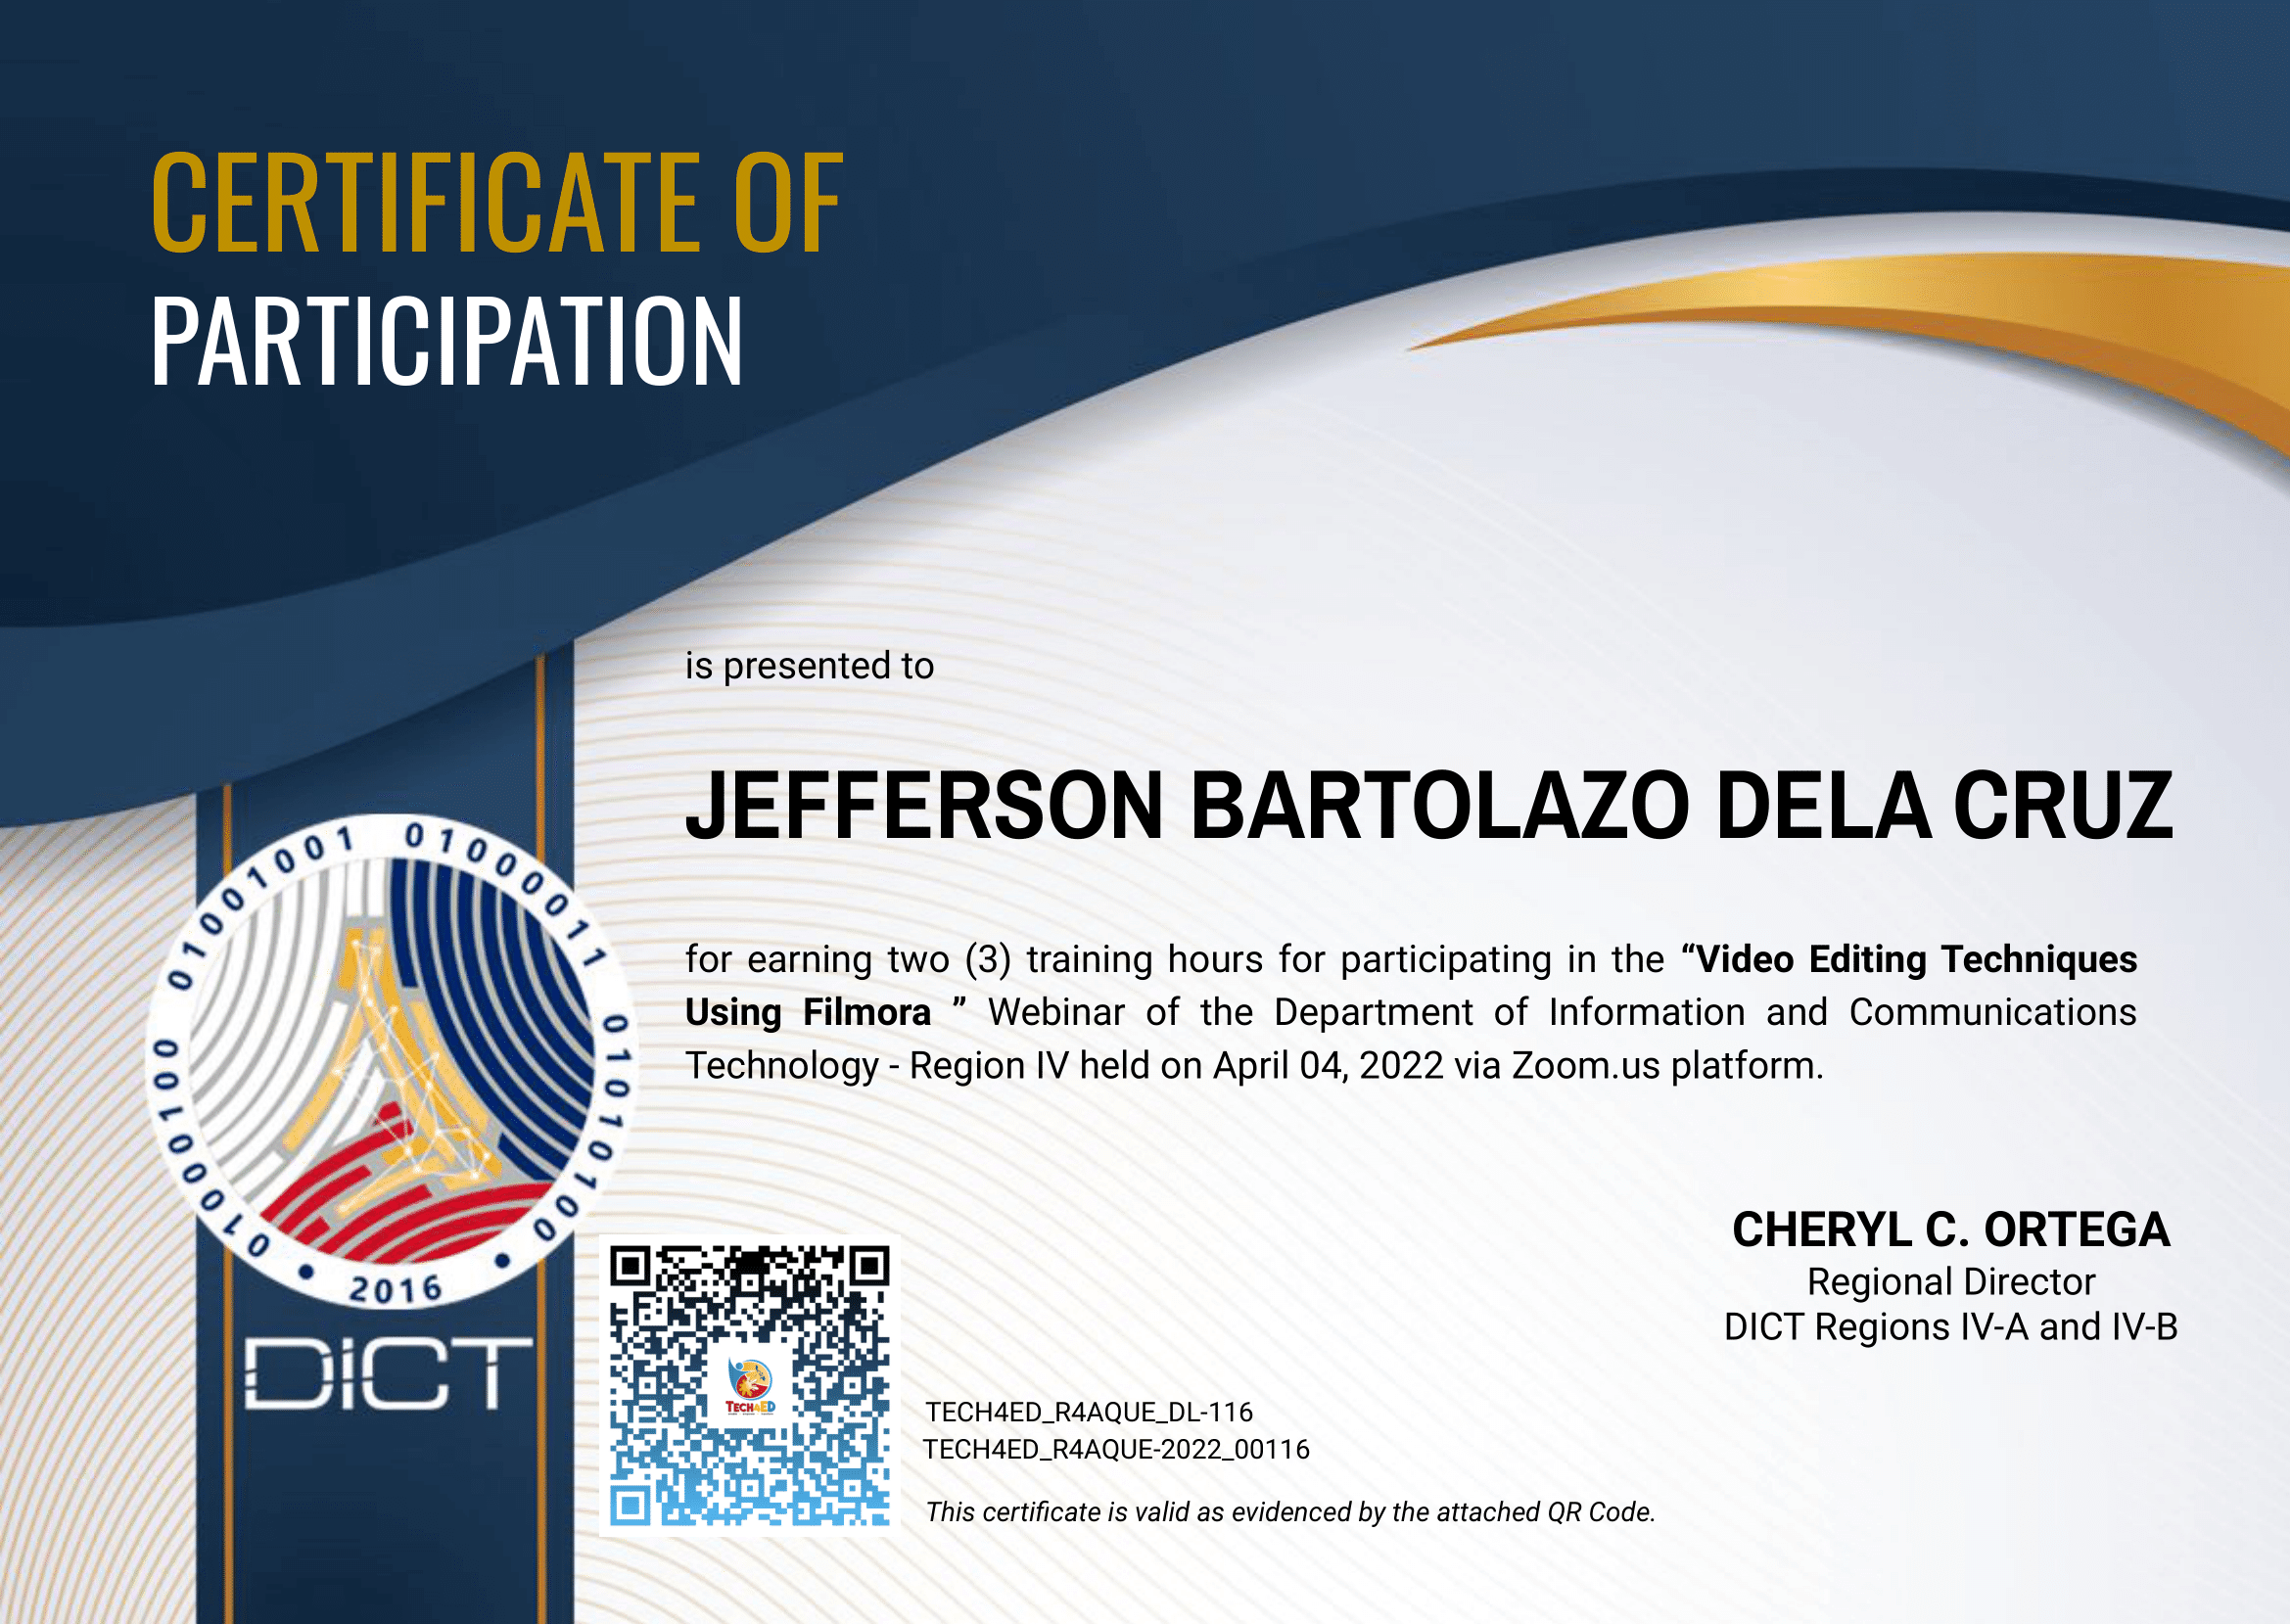 CERTIFICATE OF
PARTICIPATION
is presented to
JEFFERSON BARTOLAZO DELA CRUZ
for earning two (3) training hours for participating in the “Video Editing Techniques
Using Filmora ” Webinar of the Department of Information and Communications
Technology - Region IV held on April 04, 2022 via Zoom.us platform.
01000100 01001001 01000011 01010100
• 2016 •
DICT
CHERYL C. ORTEGA
Regional Director
DICT Regions IV-A and IV-B
TECH4ED
TECH4ED_R4AQUE_DL-116
TECH4ED_R4AQUE-2022_00116
This certificate is valid as evidenced by the attached QR Code.